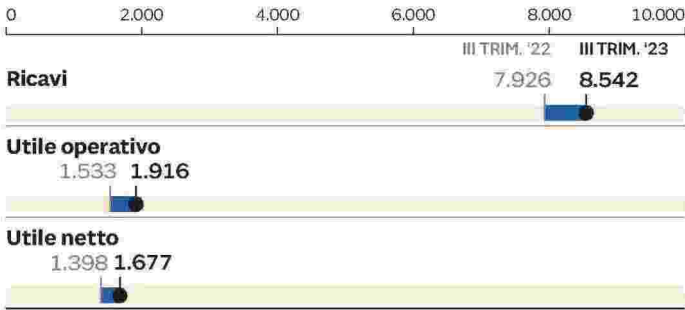 0 2.000 4.000 6.000 8.000 10.000
III TRIM. '22 III TRIM. '23
Ricavi 7.926 8.542
Utile operativo
1.533 1.916
Utile netto
1.398 1.677